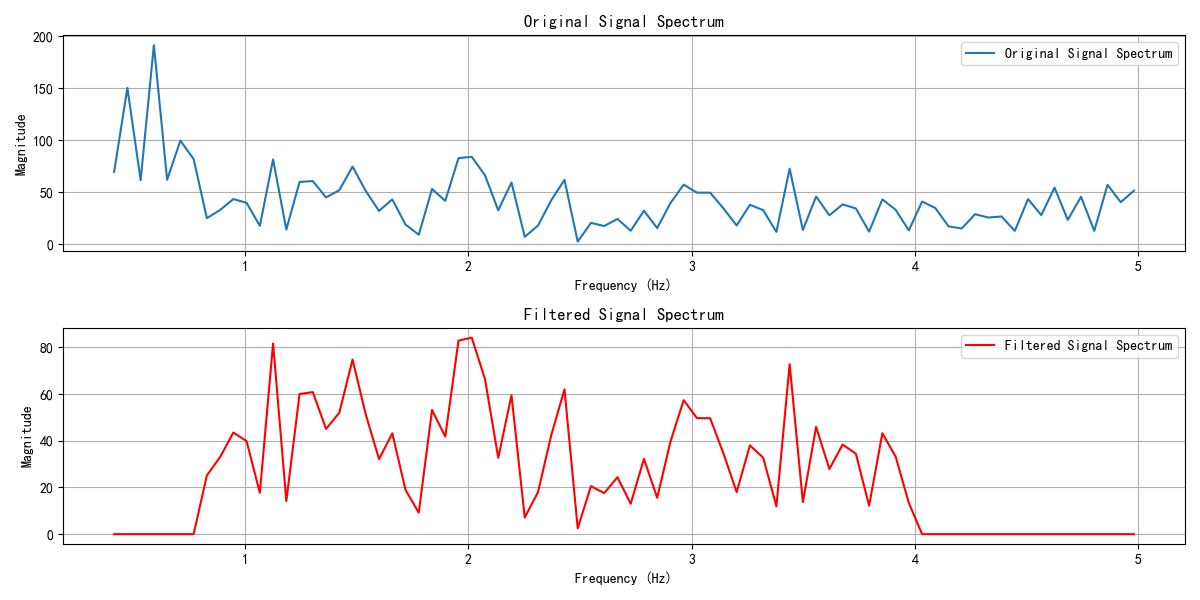 Original Signal Spectrum
Original Signal Spectrum
Magnitude
200
150
100
50
0
1 2 3 4 5
Frequency (Hz)
Filtered Signal Spectrum
Filtered Signal Spectrum
Magnitude
80
60
40
20
0
1 2 3 4 5
Frequency (Hz)